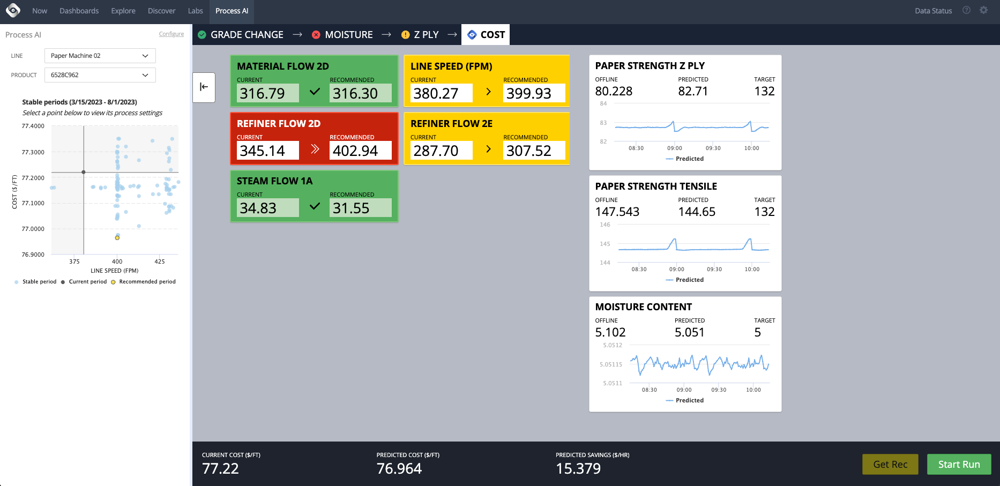 Now Dashboards Explore Discover Labs Process AI Data Status
Process AI Configure
LINE Paper Machine 02
PRODUCT 6528C962
Stable periods (3/15/2023 - 8/1/2023)
Select a point below to view its process settings
77.4000
77.3000
77.2000
77.1000
77.0000
76.9000
COST ($/FT)
375 400 425
LINE SPEED (FPM)
Stable period Current period Recommended period
GRADE CHANGE → MOISTURE → Z PLY → COST
MATERIAL FLOW 2D
CURRENT RECOMMENDED
316.79 316.30
LINE SPEED (FPM)
CURRENT RECOMMENDED
380.27 > 399.93
REFINER FLOW 2D
CURRENT RECOMMENDED
345.14 402.94
REFINER FLOW 2E
CURRENT RECOMMENDED
287.70 > 307.52
STEAM FLOW 1A
CURRENT RECOMMENDED
34.83 31.55
PAPER STRENGTH Z PLY
OFFLINE PREDICTED TARGET
80.228 82.71 132
84
83
82
08:30 09:00 09:30 10:00
Predicted
PAPER STRENGTH TENSILE
OFFLINE PREDICTED TARGET
147.543 144.65 132
146
145
144
08:30 09:00 09:30 10:00
Predicted
MOISTURE CONTENT
OFFLINE PREDICTED TARGET
5.102 5.051 5
5.0512
5.05115
5.0511
08:30 09:00 09:30 10:00
Predicted
CURRENT COST ($/FT) PREDICTED COST ($/FT) PREDICTED SAVINGS ($/HR)
77.22 76.964 15.379
Get Rec Start Run